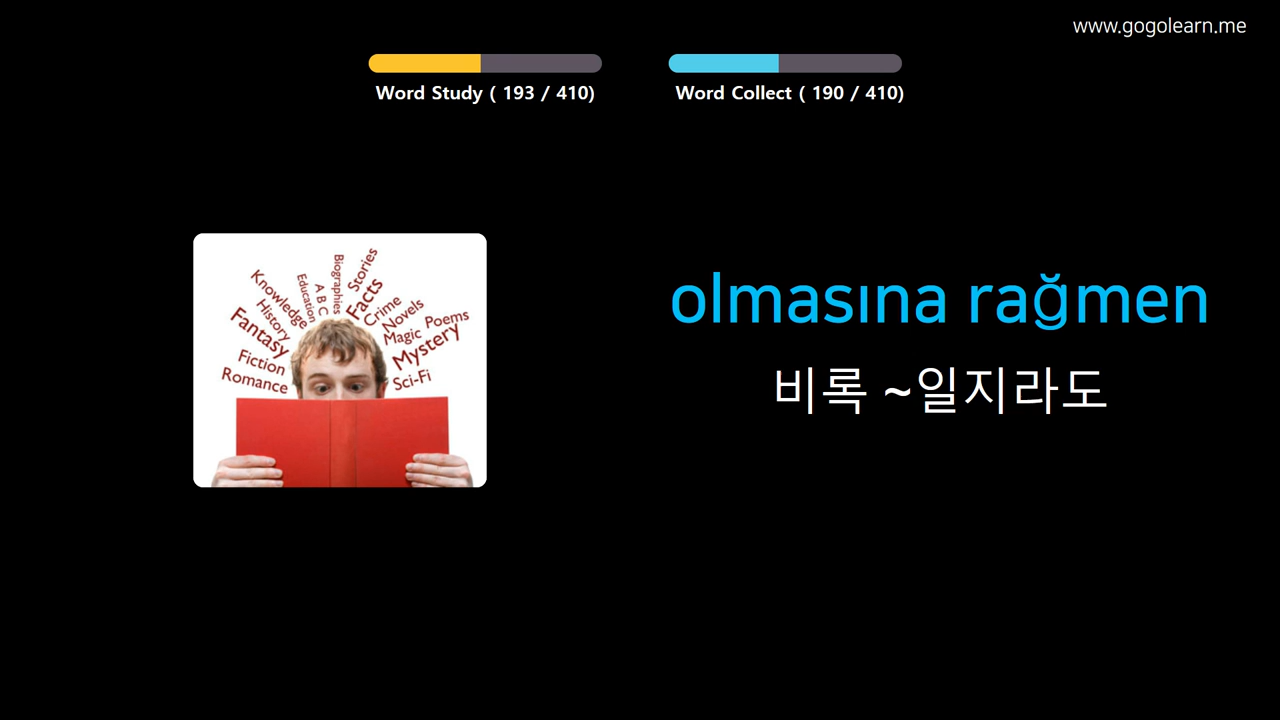 www.gogolearn.me
Word Study ( 193 / 410)
Word Collect ( 190 / 410)
olmasına rağmen
비록 ~일지라도
Stories
Biographies
Facts
A B C
Education
Knowledge
History
Crime
Novels
Poems
Magic
Fantasy
Mystery
Fiction
Romance
Sci-Fi